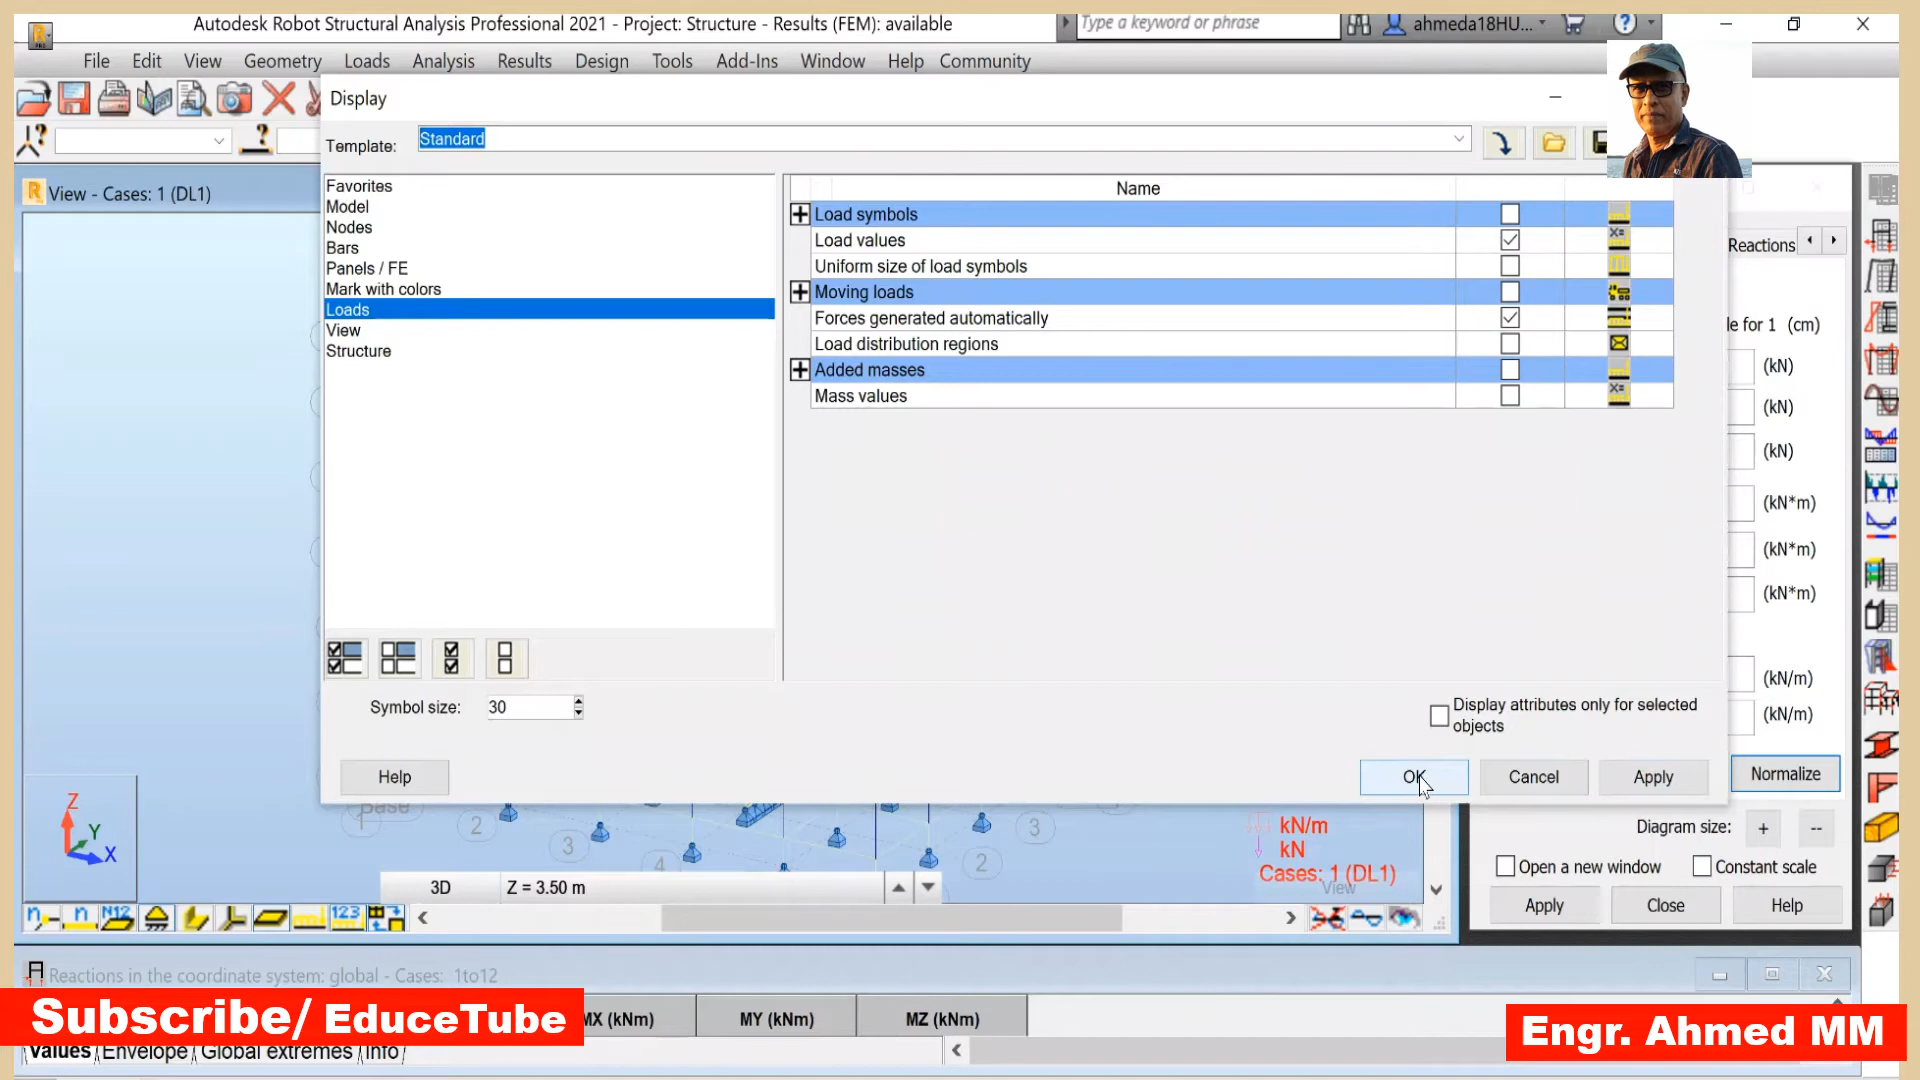 Autodesk Robot Structural Analysis Professional 2021 - Project: Structure - Results (FEM): available
Type a keyword or phrase
ahmeda18HU...
File Edit View Geometry Loads Analysis Results Design Tools Add-Ins Window Help Community
Display
Template: Standard
View - Cases: 1 (DL1)
Favorites
Model
Nodes
Bars
Panels / FE
Mark with colors
Loads
View
Structure
Name
Load symbols
Load values
Uniform size of load symbols
Moving loads
Forces generated automatically
Load distribution regions
Added masses
Mass values
Reactions
le for 1 (cm)
(kN)
(kN)
(kN)
(kN*m)
(kN*m)
(kN*m)
(kN/m)
(kN/m)
Symbol size: 30
Display attributes only for selected
objects
Help
OK Cancel Apply
Normalize
Base
2
3
4
3
2
Z
Y
X
kN/m
kN
Cases: 1 (DL1)
View
3D Z = 3.50 m
Diagram size: + --
Open a new window Constant scale
Apply Close Help
Reactions in the coordinate system: global - Cases: 1to12
MX (kNm) MY (kNm) MZ (kNm)
Subscribe/ EduceTube
Engr. Ahmed MM
Values Envelope Global extremes Info